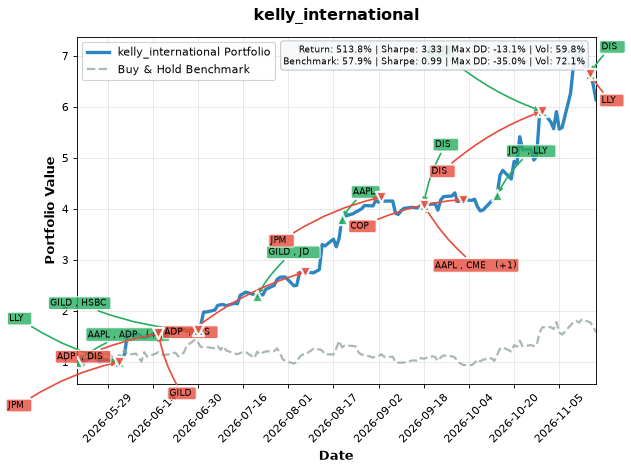 kelly_international
kelly_international Portfolio
Buy & Hold Benchmark
Return: 513.8% | Sharpe: 3.33 | Max DD: -13.1% | Vol: 59.8%
Benchmark: 57.9% | Sharpe: 0.99 | Max DD: -35.0% | Vol: 72.1%
DIS
LLY
7
6
5
4
3
2
1
Portfolio Value
DIS
DIS
JD , LLY
AAPL
COP
JPM
GILD , JD
AAPL , CME (+1)
GILD , HSBC
LLY
AAPL , ADP
ADP
ADP , DIS
GILD
JPM
2026-05-29
2026-06-30
2026-07-16
2026-08-01
2026-08-17
2026-09-02
2026-09-18
2026-10-04
2026-10-20
2026-11-05
Date